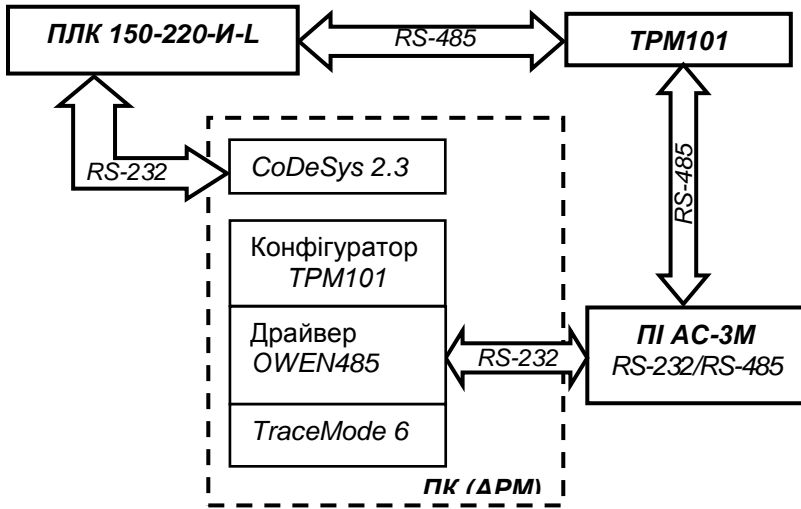 ПЛК 150-220-И-L
RS-485
ТРМ101
RS-232
CoDeSys 2.3
RS-485
Конфігуратор
ТРМ101
Драйвер
OWEN485
RS-232
ПІ АС-3М
RS-232/RS-485
TraceMode 6
ПК (АРМ)